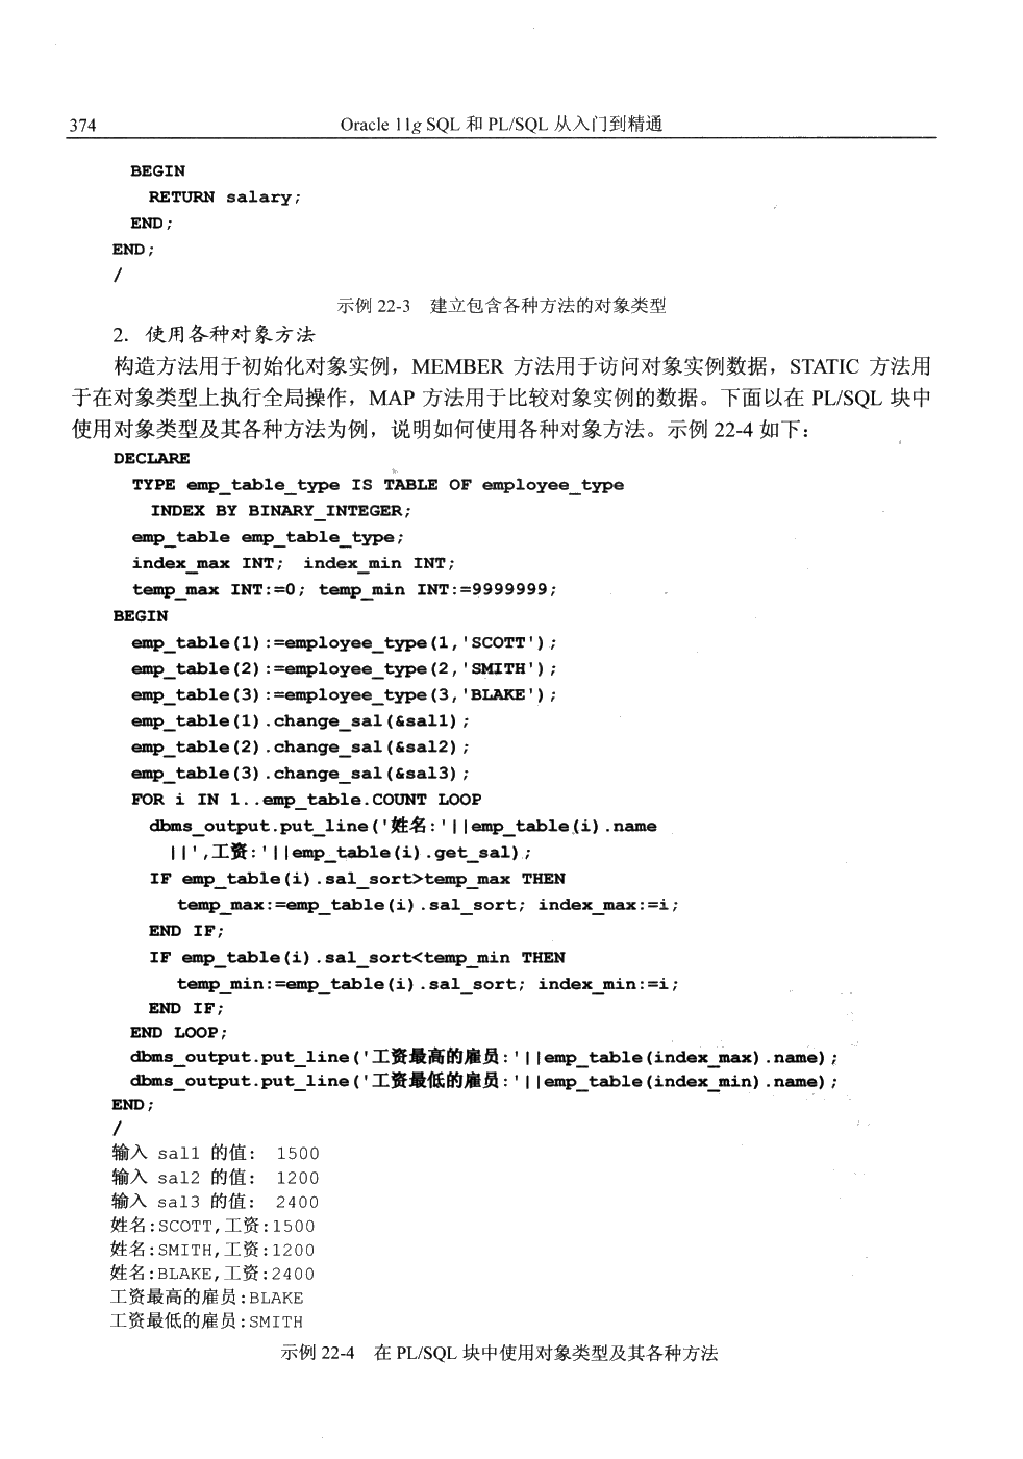 374 Oracle 11g SQL 和 PL/SQL 从入门到精通
BEGIN
RETURN salary;
END;
END;
/
示例 22-3 建立包含各种方法的对象类型
2. 使用各种对象方法
构造方法用于初始化对象实例，MEMBER 方法用于访问对象实例数据，STATIC 方法用
于在对象类型上执行全局操作，MAP 方法用于比较对象实例的数据。下面以在 PL/SQL 块中
使用对象类型及其各种方法为例，说明如何使用各种对象方法。示例 22-4 如下：
DECLARE
TYPE emp_table_type IS TABLE OF employee_type
INDEX BY BINARY_INTEGER;
emp_table emp_table_type;
index_max INT; index_min INT;
temp_max INT:=0; temp_min INT:=9999999;
BEGIN
emp_table(1):=employee_type(1,'SCOTT');
emp_table(2):=employee_type(2,'SMITH');
emp_table(3):=employee_type(3,'BLAKE');
emp_table(1).change_sal(&sal1);
emp_table(2).change_sal(&sal2);
emp_table(3).change_sal(&sal3);
FOR i IN 1..emp_table.COUNT LOOP
dbms_output.put_line('姓名:'||emp_table(i).name
||',工资:'||emp_table(i).get_sal);
IF emp_table(i).sal_sort>temp_max THEN
temp_max:=emp_table(i).sal_sort; index_max:=i;
END IF;
IF emp_table(i).sal_sort<temp_min THEN
temp_min:=emp_table(i).sal_sort; index_min:=i;
END IF;
END LOOP;
dbms_output.put_line('工资最高的雇员:'||emp_table(index_max).name);
dbms_output.put_line('工资最低的雇员:'||emp_table(index_min).name);
END;
/
输入 sal1 的值: 1500
输入 sal2 的值: 1200
输入 sal3 的值: 2400
姓名:SCOTT,工资:1500
姓名:SMITH,工资:1200
姓名:BLAKE,工资:2400
工资最高的雇员:BLAKE
工资最低的雇员:SMITH
示例 22-4 在 PL/SQL 块中使用对象类型及其各种方法